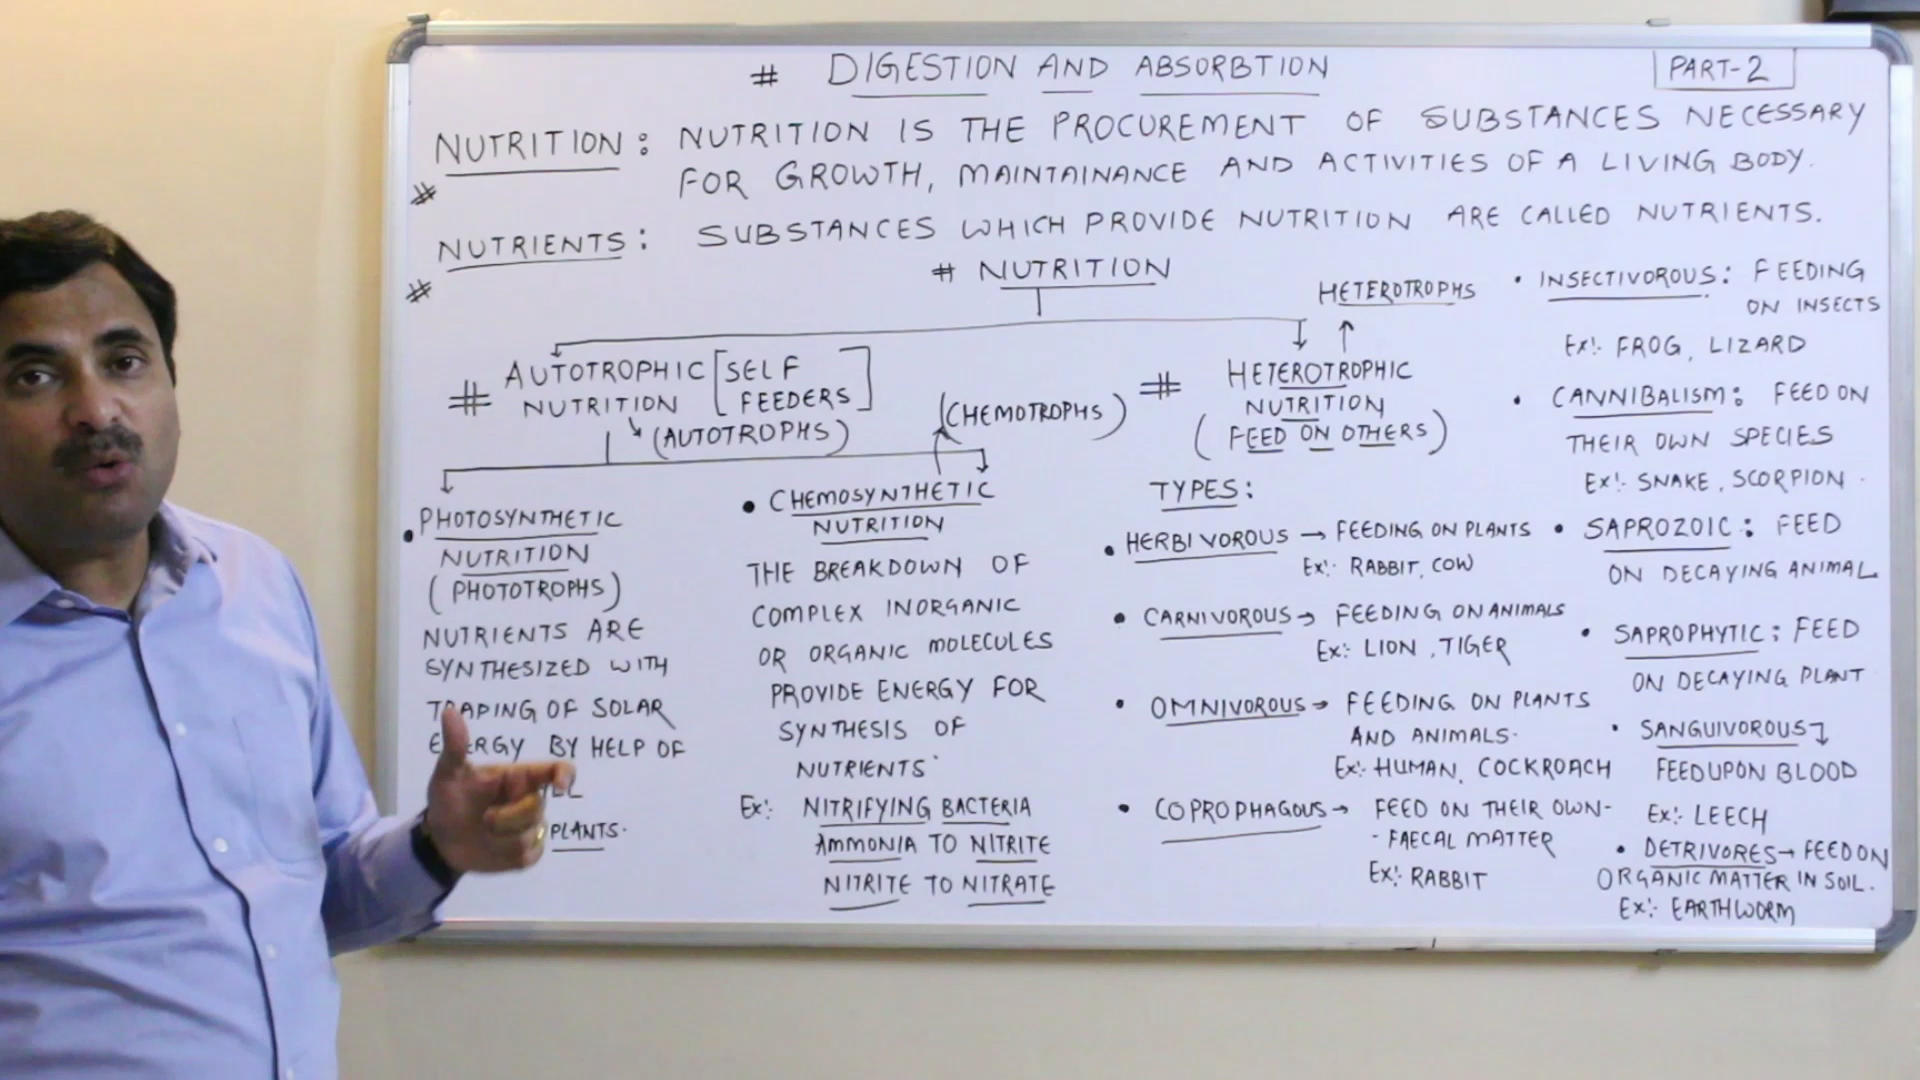 # DIGESTION AND ABSORBTION
PART-2
NUTRITION: NUTRITION IS THE PROCUREMENT OF SUBSTANCES NECESSARY
# FOR GROWTH, MAINTAINANCE AND ACTIVITIES OF A LIVING BODY.
NUTRIENTS: SUBSTANCES WHICH PROVIDE NUTRITION ARE CALLED NUTRIENTS.
#
# NUTRITION
# AUTOTROPHIC [SELF
NUTRITION FEEDERS]
(AUTOTROPHS)
• PHOTOSYNTHETIC
NUTRITION
(PHOTOTROPHS)
NUTRIENTS ARE
SYNTHESIZED WITH
TRAPING OF SOLAR
ENERGY BY HELP OF
PLANTS.
(CHEMOTROPHS)
• CHEMOSYNTHETIC
NUTRITION
THE BREAKDOWN OF
COMPLEX INORGANIC
OR ORGANIC MOLECULES
PROVIDE ENERGY FOR
SYNTHESIS OF
NUTRIENTS
Ex:- NITRIFYING BACTERIA
AMMONIA TO NITRITE
NITRITE TO NITRATE
HETEROTROPHS
# HETEROTROPHIC
NUTRITION
(FEED ON OTHERS)
TYPES:
• HERBIVOROUS → FEEDING ON PLANTS
Ex:- RABBIT, COW
• CARNIVOROUS → FEEDING ON ANIMALS
Ex:- LION, TIGER
• OMNIVOROUS → FEEDING ON PLANTS
AND ANIMALS.
Ex:- HUMAN, COCKROACH
• COPROPHAGOUS → FEED ON THEIR OWN-
- FAECAL MATTER
Ex:- RABBIT
• INSECTIVOROUS: FEEDING
ON INSECTS
Ex:- FROG, LIZARD
• CANNIBALISM: FEED ON
THEIR OWN SPECIES
Ex:- SNAKE, SCORPION.
• SAPROZOIC: FEED
ON DECAYING ANIMAL
• SAPROPHYTIC: FEED
ON DECAYING PLANT
• SANGUIVOROUS
FEED UPON BLOOD
Ex:- LEECH
• DETRIVORES → FEED ON
ORGANIC MATTER IN SOIL.
Ex:- EARTHWORM